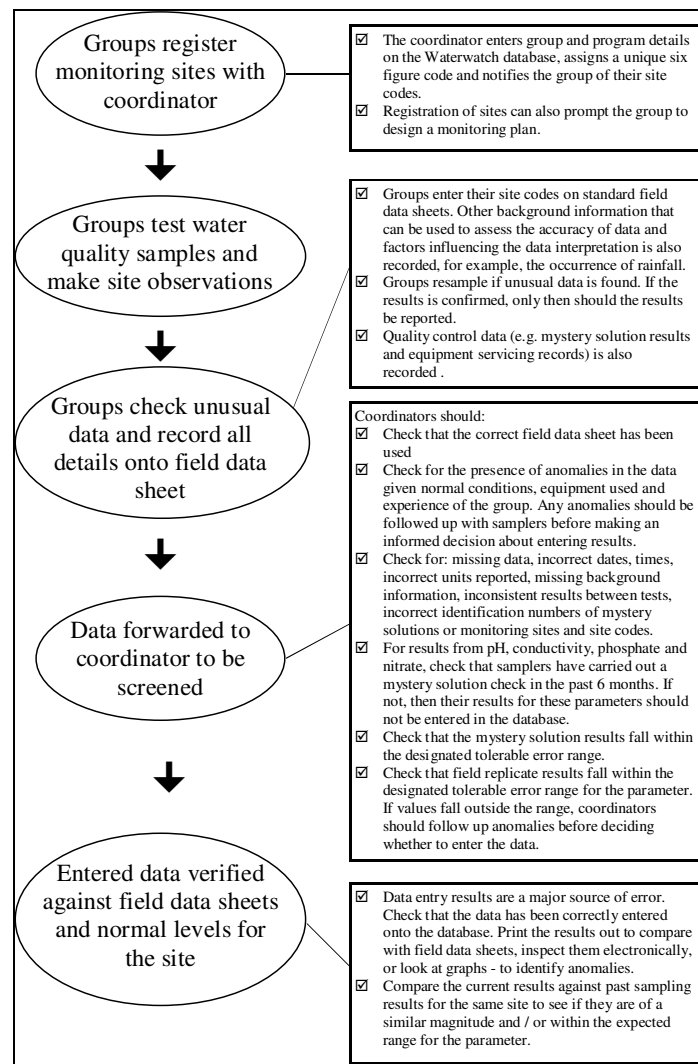 Groups register
monitoring sites with
coordinator
☑ The coordinator enters group and program details
on the Waterwatch database, assigns a unique six
figure code and notifies the group of their site
codes.
☑ Registration of sites can also prompt the group to
design a monitoring plan.
Groups test water
quality samples and
make site observations
☑ Groups enter their site codes on standard field
data sheets. Other background information that
can be used to assess the accuracy of data and
factors influencing the data interpretation is also
recorded, for example, the occurrence of rainfall.
☑ Groups resample if unusual data is found. If the
results is confirmed, only then should the results
be reported.
☑ Quality control data (e.g. mystery solution results
and equipment servicing records) is also
recorded .
Groups check unusual
data and record all
details onto field data
sheet
Coordinators should:
☑ Check that the correct field data sheet has been
used
☑ Check for the presence of anomalies in the data
given normal conditions, equipment used and
experience of the group. Any anomalies should be
followed up with samplers before making an
informed decision about entering results.
☑ Check for: missing data, incorrect dates, times,
incorrect units reported, missing background
information, inconsistent results between tests,
incorrect identification numbers of mystery
solutions or monitoring sites and site codes.
☑ For results from pH, conductivity, phosphate and
nitrate, check that samplers have carried out a
mystery solution check in the past 6 months. If
not, then their results for these parameters should
not be entered in the database.
☑ Check that the mystery solution results fall within
the designated tolerable error range.
☑ Check that field replicate results fall within the
designated tolerable error range for the parameter.
If values fall outside the range, coordinators
should follow up anomalies before deciding
whether to enter the data.
Data forwarded to
coordinator to be
screened
Entered data verified
against field data sheets
and normal levels for
the site
☑ Data entry results are a major source of error.
Check that the data has been correctly entered
onto the database. Print the results out to compare
with field data sheets, inspect them electronically,
or look at graphs - to identify anomalies.
☑ Compare the current results against past sampling
results for the same site to see if they are of a
similar magnitude and / or within the expected
range for the parameter.